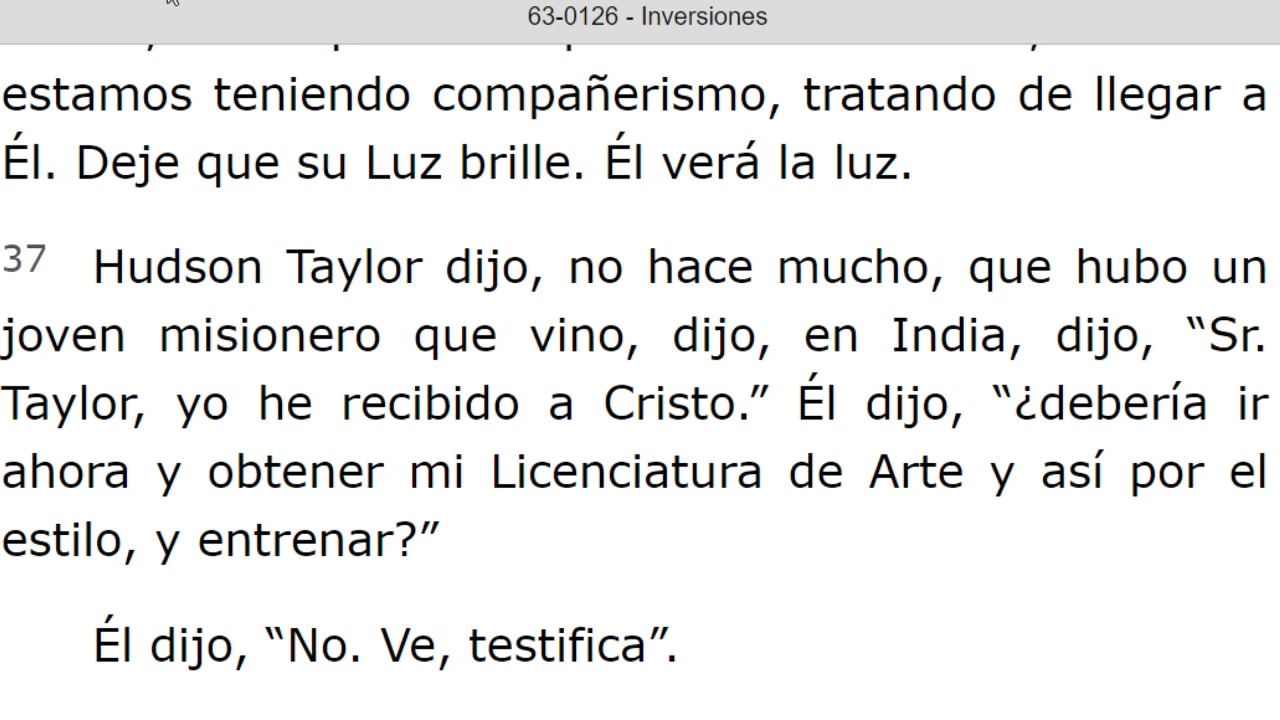 63-0126 - Inversiones
estamos teniendo compañerismo, tratando de llegar a
Él. Deje que su Luz brille. Él verá la luz.
37 Hudson Taylor dijo, no hace mucho, que hubo un
joven misionero que vino, dijo, en India, dijo, “Sr.
Taylor, yo he recibido a Cristo.” Él dijo, “¿debería ir
ahora y obtener mi Licenciatura de Arte y así por el
estilo, y entrenar?”
Él dijo, “No. Ve, testifica”.